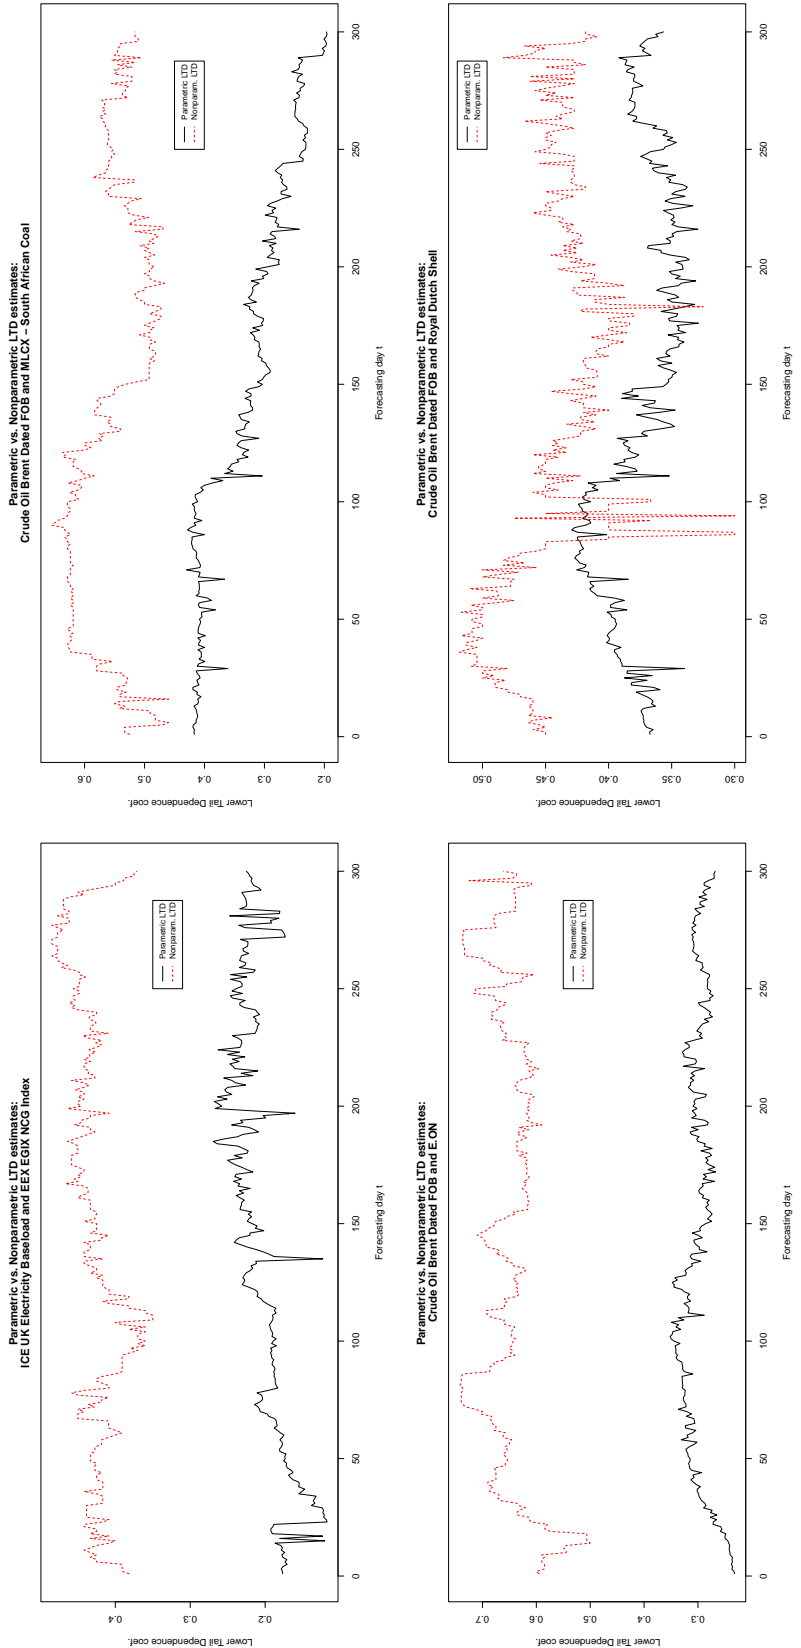 Parametric vs. Nonparametric LTD estimates:
ICE UK Electricity Baseload and EEX EGIX NCG Index
Lower Tail Dependence coef.
0.2 0.3 0.4
Parametric LTD
Nonparam. LTD
0 50 100 150 200 250 300
Forecasting day t
Parametric vs. Nonparametric LTD estimates:
Crude Oil Brent Dated FOB and MLCX – South African Coal
Lower Tail Dependence coef.
0.2 0.3 0.4 0.5 0.6
Parametric LTD
Nonparam. LTD
0 50 100 150 200 250 300
Forecasting day t
Parametric vs. Nonparametric LTD estimates:
Crude Oil Brent Dated FOB and E.ON
Lower Tail Dependence coef.
0.3 0.4 0.5 0.6 0.7
Parametric LTD
Nonparam. LTD
0 50 100 150 200 250 300
Forecasting day t
Parametric vs. Nonparametric LTD estimates:
Crude Oil Brent Dated FOB and Royal Dutch Shell
Lower Tail Dependence coef.
0.30 0.35 0.40 0.45 0.50
Parametric LTD
Nonparam. LTD
0 50 100 150 200 250 300
Forecasting day t